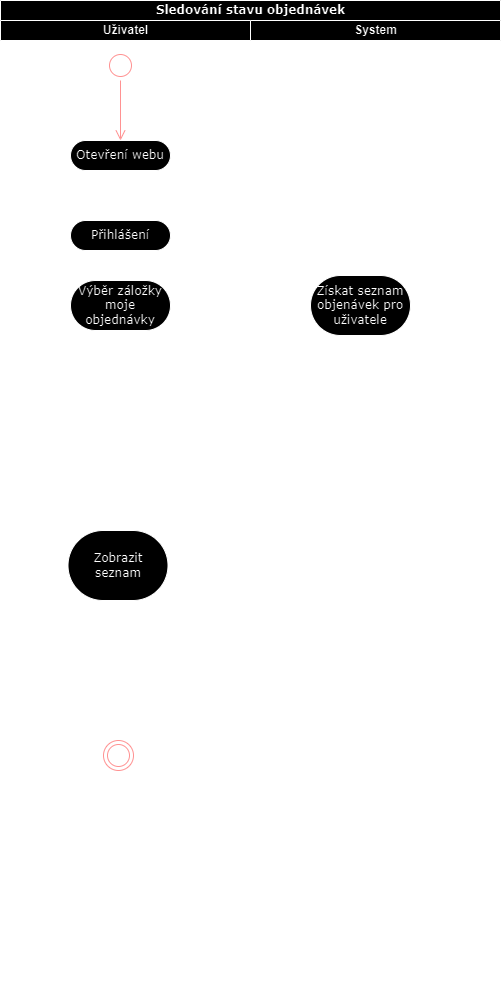 Sledování stavu objednávek
Uživatel
System
Otevření webu
Přihlášení
Výběr záložky
moje
objednávky
Získat seznam
objenávek pro
uživatele
Zobrazit
seznam